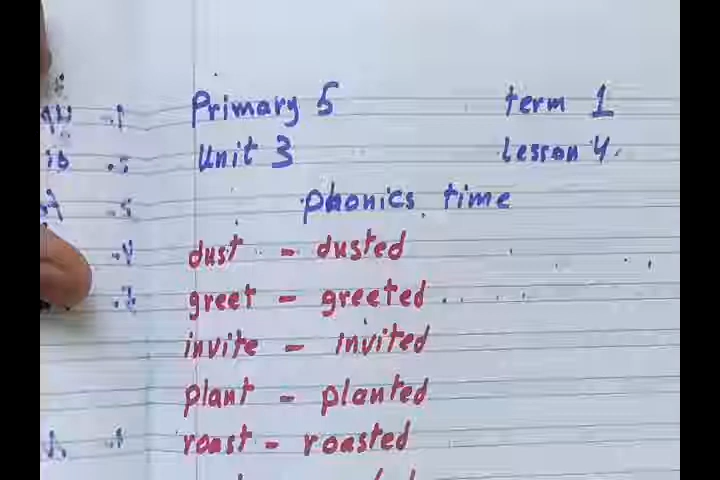 Primary 5 term 1
Unit 3 Lesson 4
phonics time
dust - dusted
greet - greeted
invite - invited
plant - planted
roast - roasted